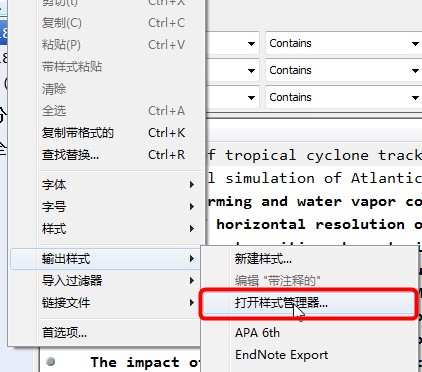 剪切(t) Ctrl+X
复制(C) Ctrl+C
粘贴(P) Ctrl+V
带样式粘贴
清除
全选 Ctrl+A
复制带格式的 Ctrl+K
查找替换... Ctrl+R
字体
字号
样式
输出样式
导入过滤器
链接文件
首选项...
Contains
Contains
Contains
of tropical cyclone track
l simulation of Atlantic
rming and water vapor co
horizontal resolution o
新建样式...
编辑 "带注释的"
打开样式管理器...
APA 6th
EndNote Export
The impact of